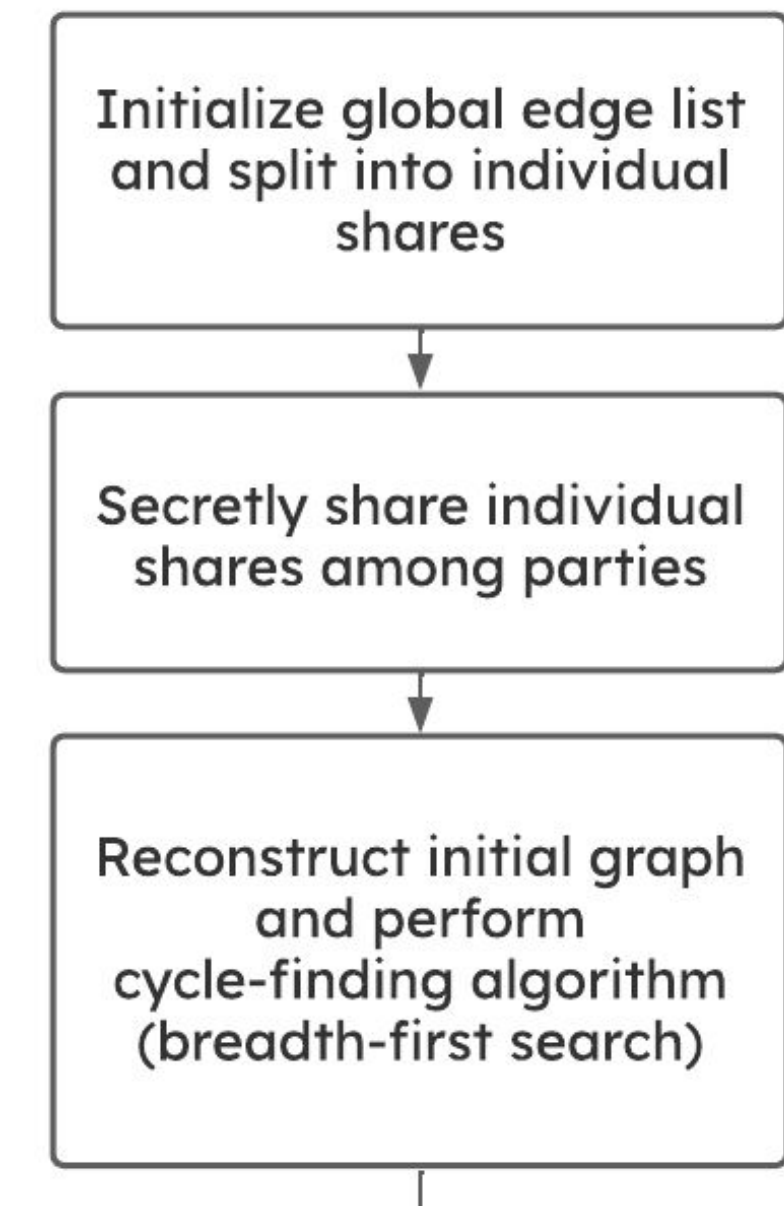 Initialize global edge list
and split into individual
shares
Secretly share individual
shares among parties
Reconstruct initial graph
and perform
cycle-finding algorithm
(breadth-first search)